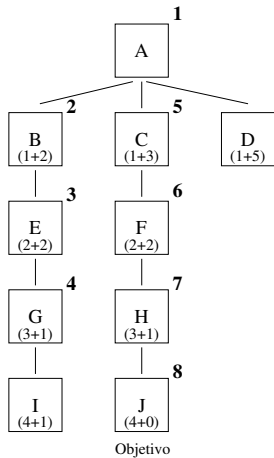 1
A
2 5
B C D
(1+2) (1+3) (1+5)
3 6
E F
(2+2) (2+2)
4 7
G H
(3+1) (3+1)
8
I J
(4+1) (4+0)
Objetivo